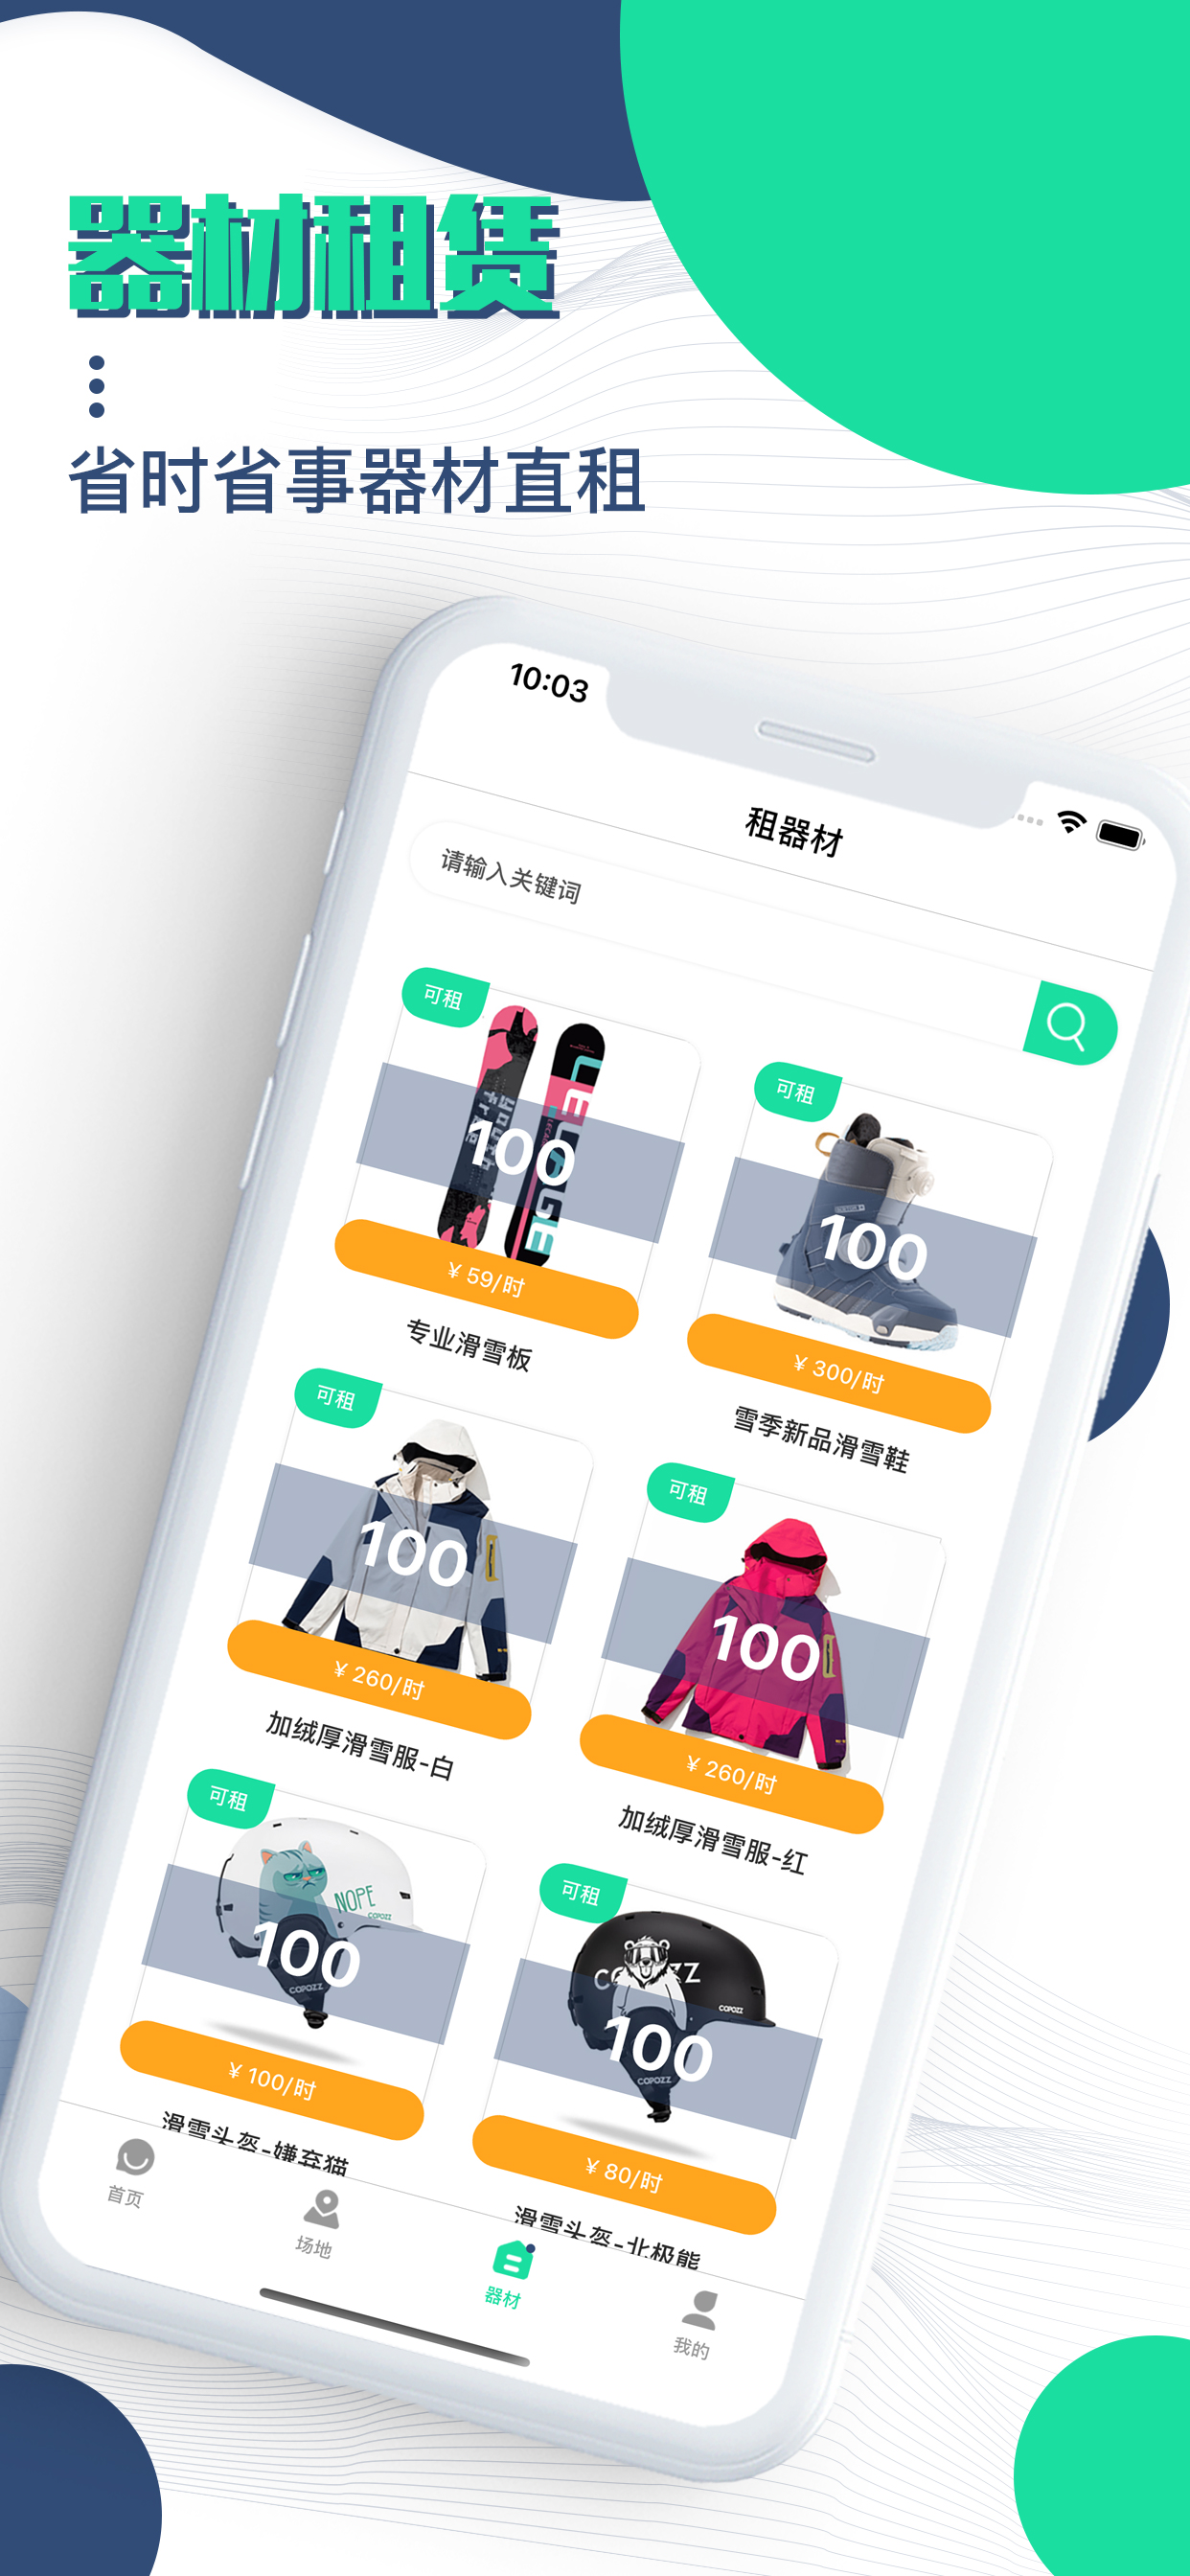 器材租赁
省时省事器材直租
10:03
租器材
请输入关键词
可租
100
¥ 59/时
专业滑雪板
可租
100
¥ 300/时
雪季新品滑雪鞋
可租
100
¥ 260/时
加绒厚滑雪服-白
可租
100
¥ 260/时
加绒厚滑雪服-红
可租
NOPE
COPOZZ
100
COPOZZ
¥ 100/时
滑雪头盔-嫌弃猫
可租
COPOZZ
100
COPOZZ
¥ 80/时
滑雪头盔-北极熊
首页
场地
器材
我的